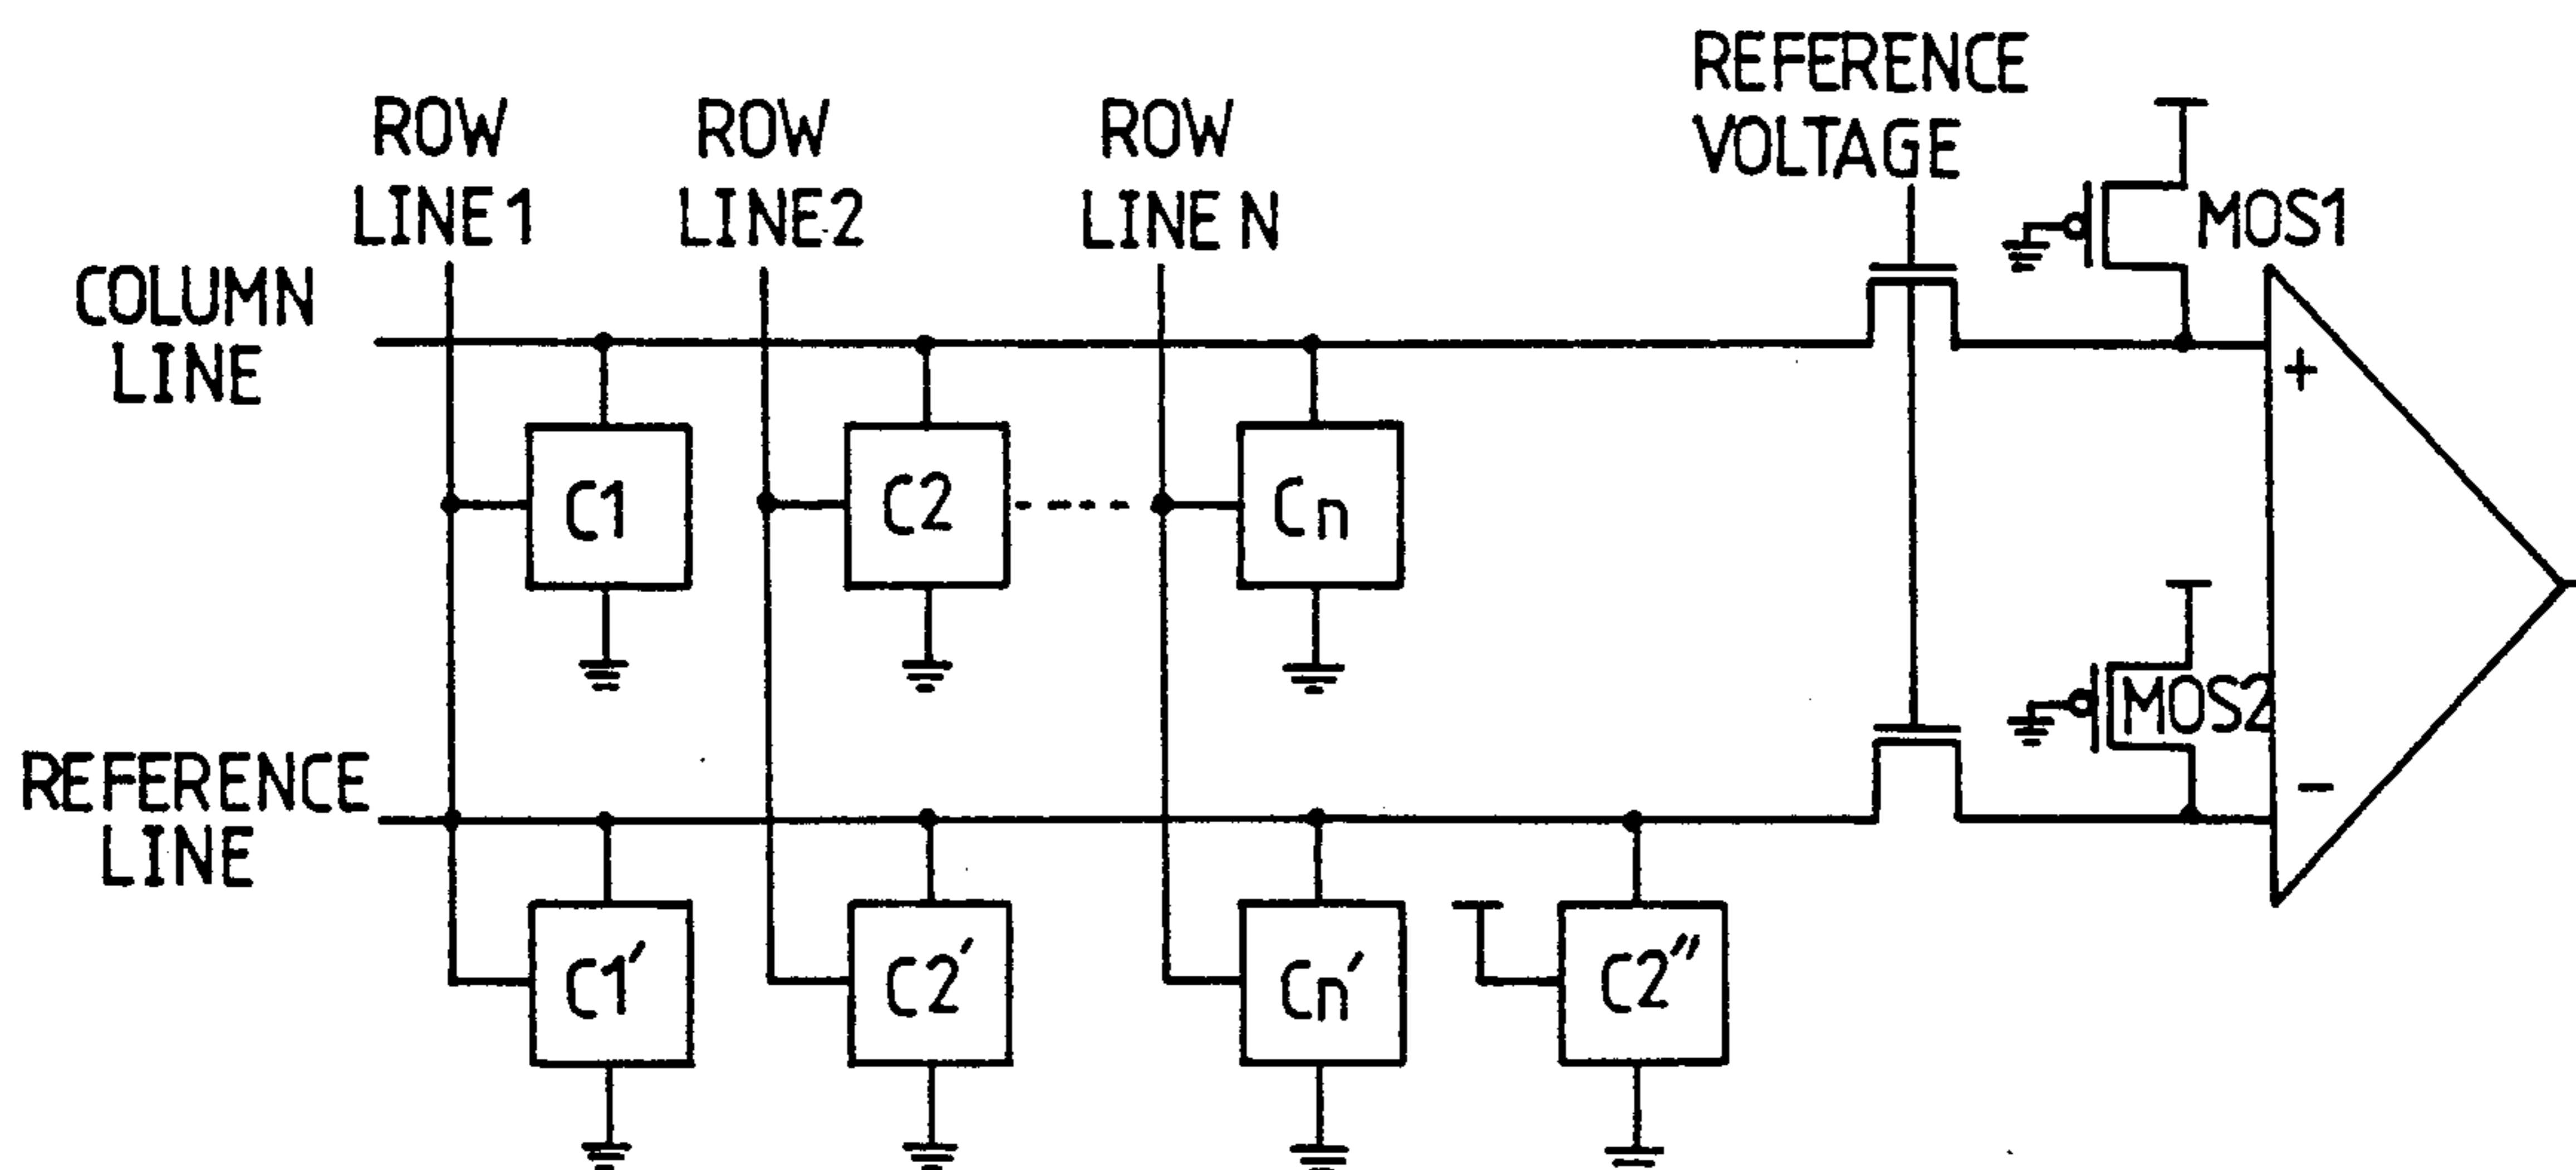 REFERENCE
VOLTAGE
ROW
LINE 1
ROW
LINE 2
ROW
LINE N
MOS1
COLUMN
LINE
+
C1
C2
Cn
MOS2
REFERENCE
LINE
-
C1'
C2'
Cn'
C2"